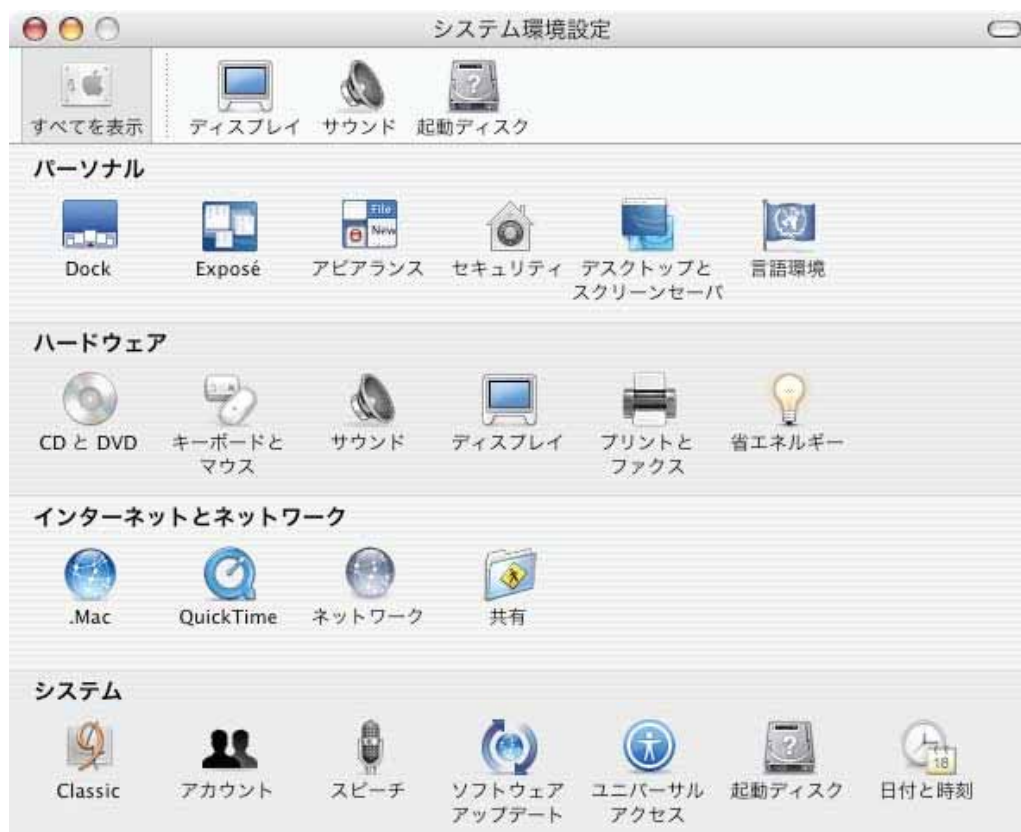 システム環境設定
すべてを表示 ディスプレイ サウンド 起動ディスク
パーソナル
Dock Exposé アピアランス セキュリティ デスクトップと 言語環境
スクリーンセーバ
File
New
ハードウェア
CD と DVD キーボードと サウンド ディスプレイ プリントと 省エネルギー
マウス ファクス
インターネットとネットワーク
.Mac QuickTime ネットワーク 共有
システム
Classic アカウント スピーチ ソフトウェア ユニバーサル 起動ディスク 日付と時刻
アップデート アクセス
18